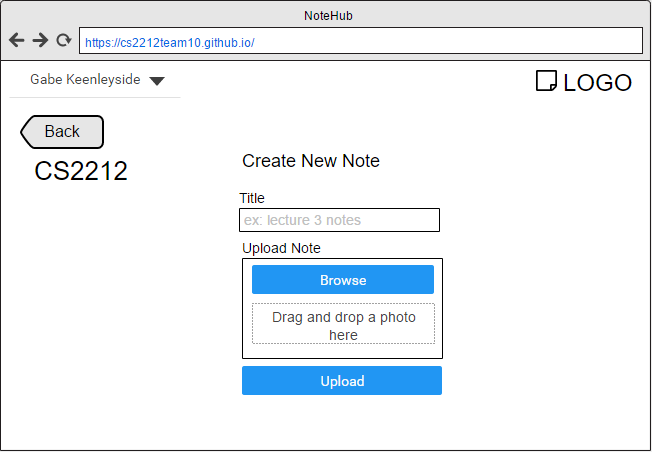 NoteHub
https://cs2212team10.github.io/
Gabe Keenleyside
LOGO
Back
CS2212
Create New Note
Title
ex: lecture 3 notes
Upload Note
Browse
Drag and drop a photo
here
Upload